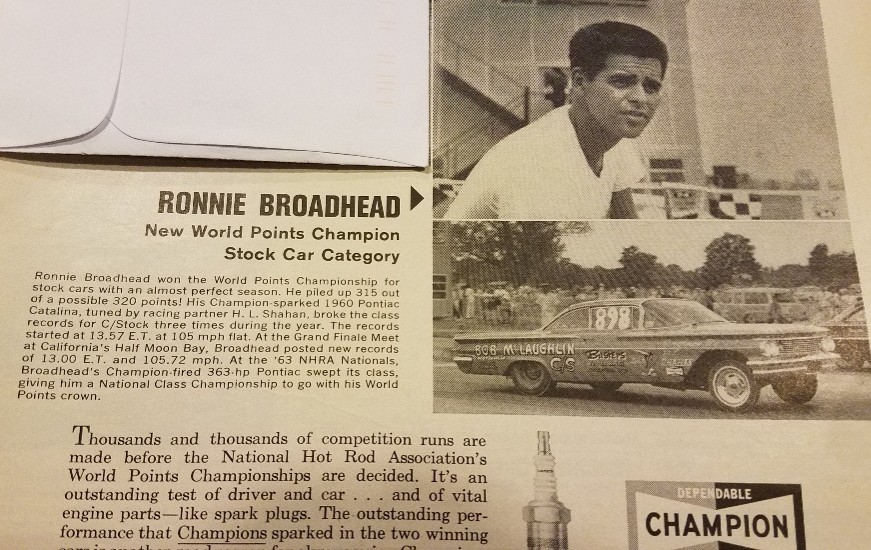 RONNIE BROADHEAD
New World Points Champion
Stock Car Category
Ronnie Broadhead won the World Points Championship for
stock cars with an almost perfect season. He piled up 315 out
of a possible 320 points! His Champion-sparked 1960 Pontiac
Catalina, tuned by racing partner H. L. Shahan, broke the class
records for C/Stock three times during the year. The records
started at 13.57 E.T. at 105 mph flat. At the Grand Finale Meet
at California's Half Moon Bay, Broadhead posted new records
of 13.00 E.T. and 105.72 mph. At the '63 NHRA Nationals,
Broadhead's Champion-fired 363-hp Pontiac swept its class,
giving him a National Class Championship to go with his World
Points crown.
898
BOB McLAUGHLIN
C/S
Thousands and thousands of competition runs are
made before the National Hot Rod Association's
World Points Championships are decided. It's an
outstanding test of driver and car . . . and of vital
engine parts—like spark plugs. The outstanding per-
formance that Champions sparked in the two winning
DEPENDABLE
CHAMPION